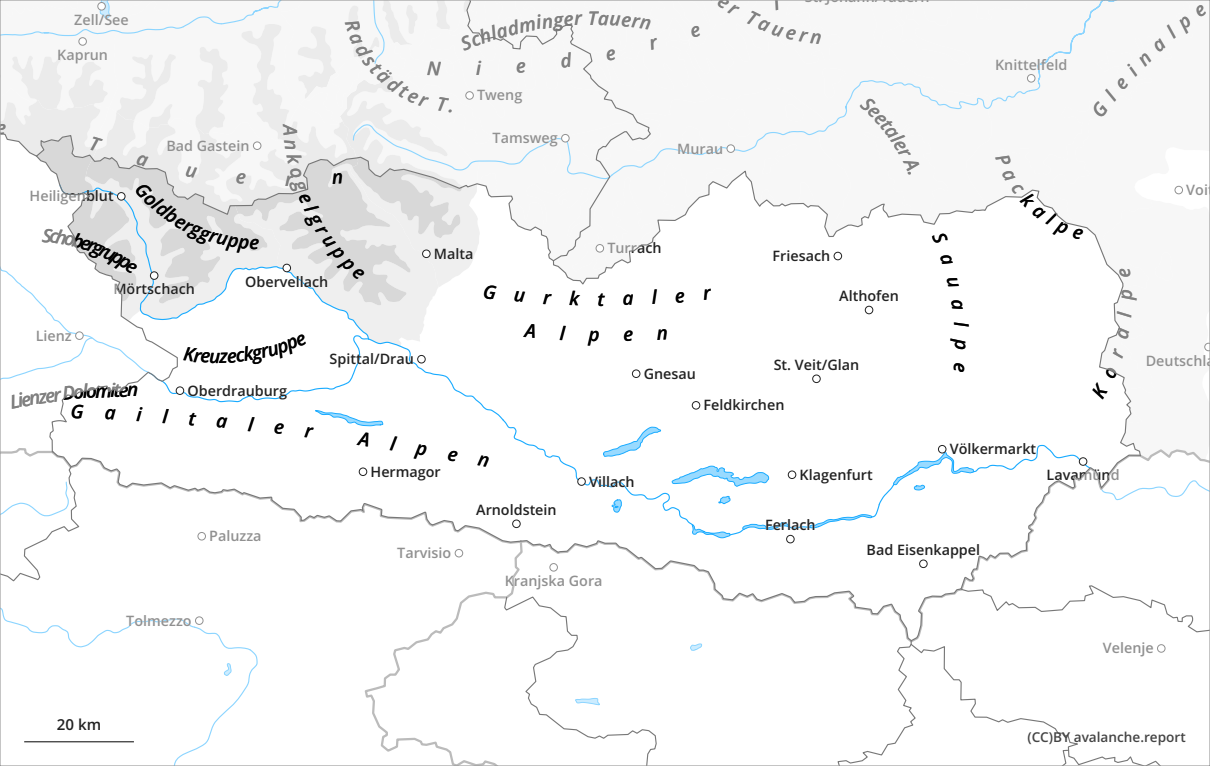 Zell/See
Kaprun
Schladminger Tauern
er Tauern
Radstädter T.
Niedere
Tweng
Knittelfeld
Gleinalpe
Tamsweg
Murau
Seetaler A.
Bad Gastein
Tauern
Ankogelgruppe
Packalpe
Heiligenblut
Goldberggruppe
Schobergruppe
Mörtschach
Obervellach
Malta
Turrach
Friesach
Saualpe
Gurktaler
Alpen
Althofen
Koralpe
Lienz
Kreuzeckgruppe
Spittal/Drau
Gnesau
St. Veit/Glan
Deutschla
Lienzer Dolomiten
Oberdrauburg
Feldkirchen
Gailtaler Alpen
Hermagor
Villach
Klagenfurt
Völkermarkt
Lavamünd
Arnoldstein
Ferlach
Paluzza
Tarvisio
Kranjska Gora
Bad Eisenkappel
Tolmezzo
Velenje
20 km
(CC)BY avalanche.report